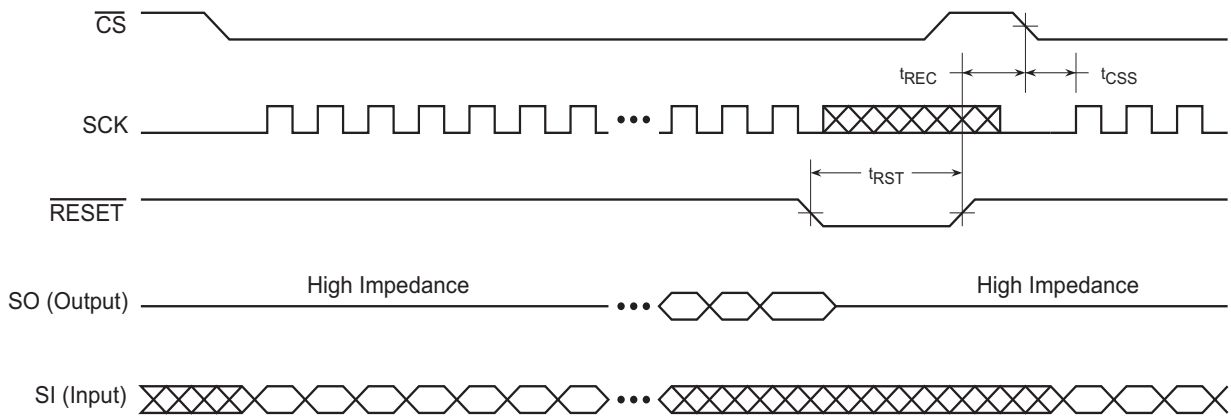 CS
tREC
tCSS
SCK
•••
tRST
RESET
High Impedance
High Impedance
SO (Output)
•••
SI (Input)
•••